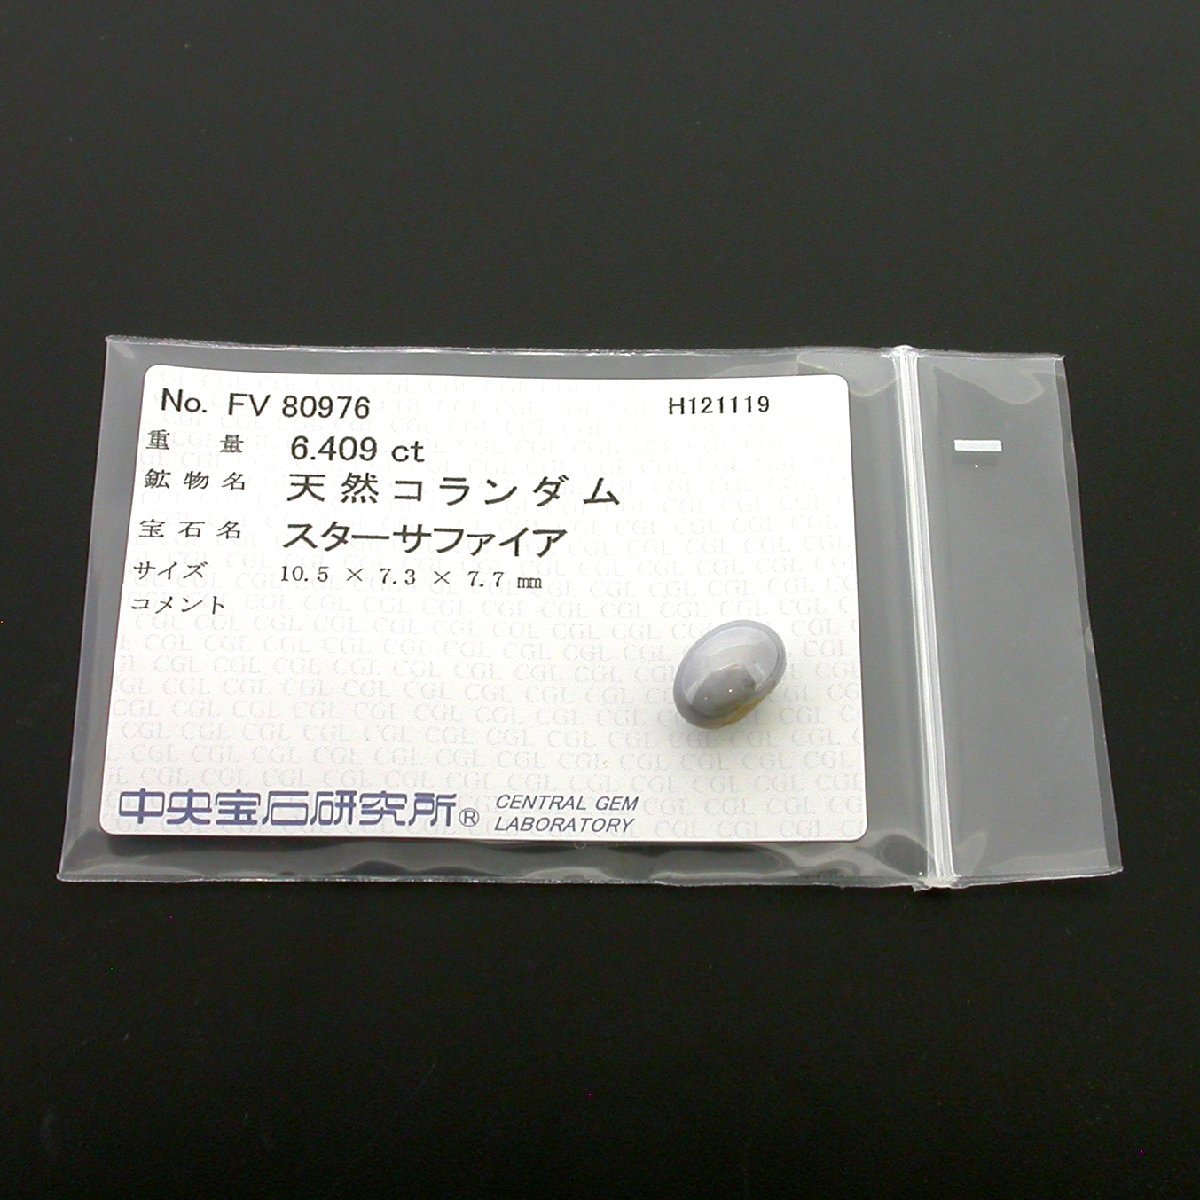 No. FV 80976 H121119
重量 6.409 ct
鉱物名 天然コランダム
宝石名 スターサファイア
サイズ 10.5 × 7.3 × 7.7 ㎜
コメント
中央宝石研究所® CENTRAL GEM
LABORATORY